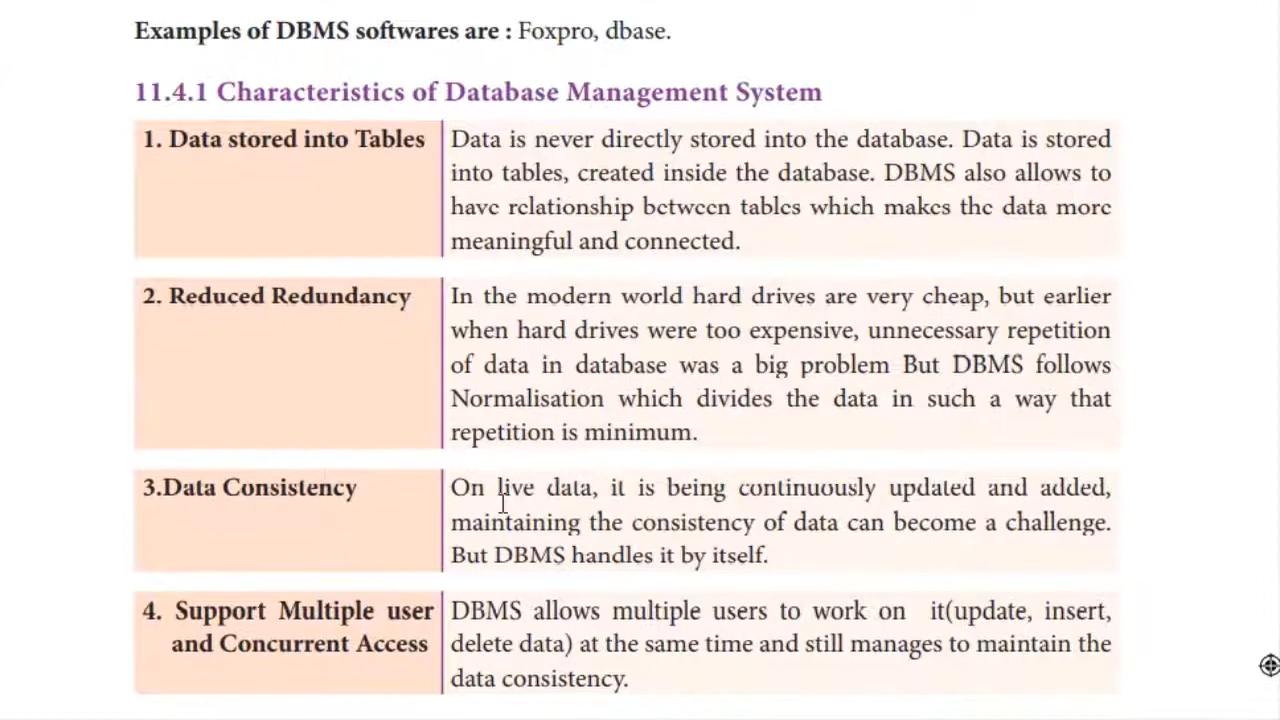 Examples of DBMS softwares are : Foxpro, dbase.
11.4.1 Characteristics of Database Management System
1. Data stored into Tables
Data is never directly stored into the database. Data is stored
into tables, created inside the database. DBMS also allows to
have relationship between tables which makes the data more
meaningful and connected.
2. Reduced Redundancy
In the modern world hard drives are very cheap, but earlier
when hard drives were too expensive, unnecessary repetition
of data in database was a big problem But DBMS follows
Normalisation which divides the data in such a way that
repetition is minimum.
3.Data Consistency
On live data, it is being continuously updated and added,
maintaining the consistency of data can become a challenge.
But DBMS handles it by itself.
4. Support Multiple user
and Concurrent Access
DBMS allows multiple users to work on it(update, insert,
delete data) at the same time and still manages to maintain the
data consistency.